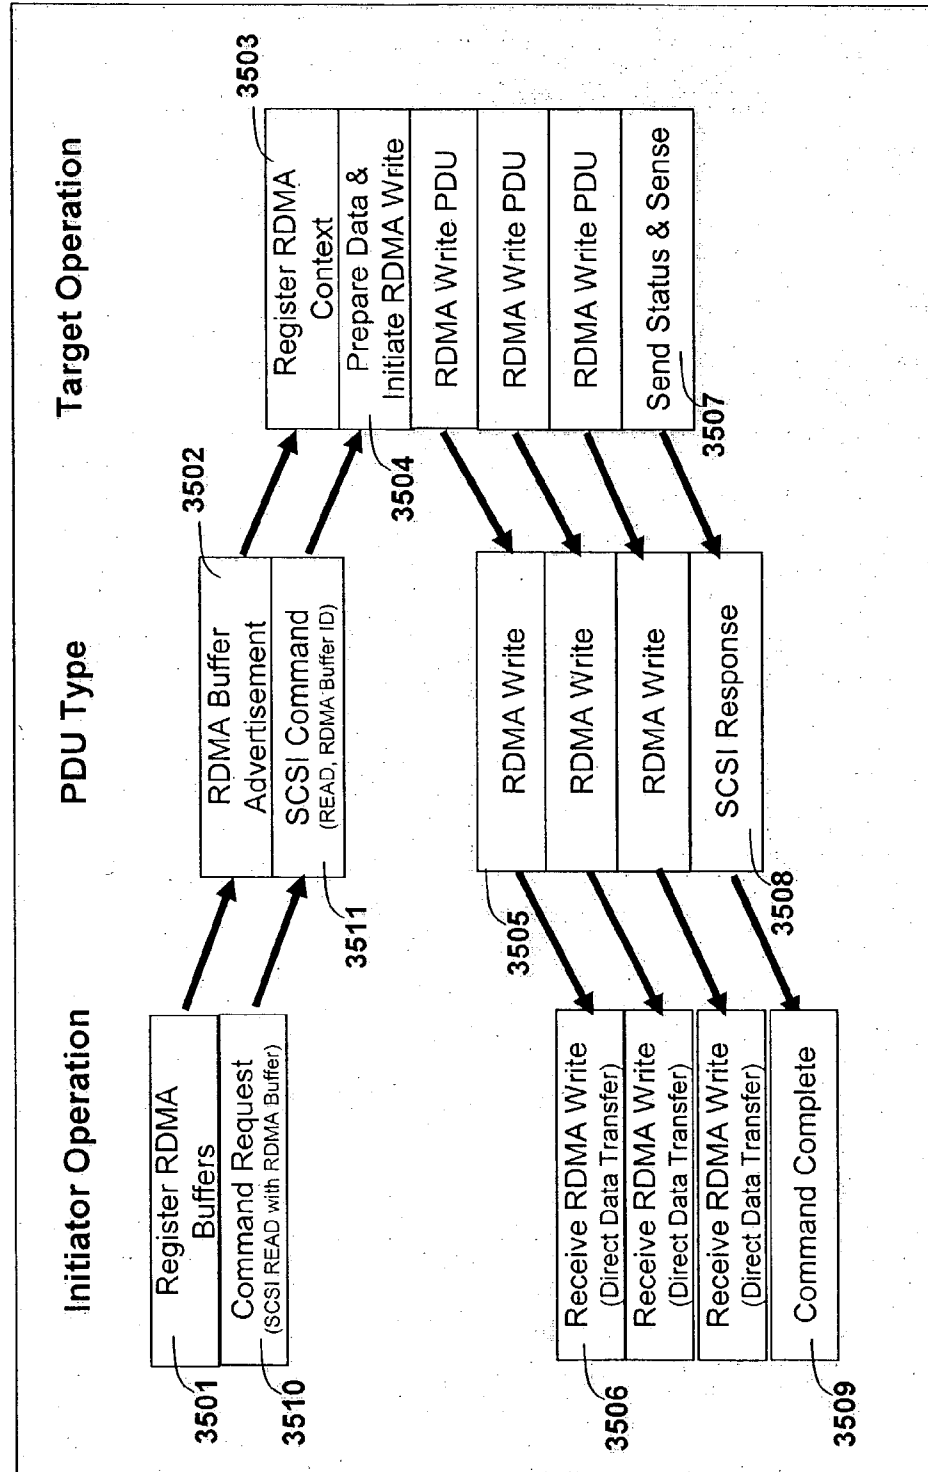 Initiator Operation
PDU Type
Target Operation
3501
Register RDMA
Buffers
3510
Command Request
(SCSI READ with RDMA Buffer)
3502
RDMA Buffer
Advertisement
3511
SCSI Command
(READ, RDMA Buffer ID)
3503
Register RDMA
Context
3504
Prepare Data &
Initiate RDMA Write
RDMA Write PDU
RDMA Write PDU
RDMA Write PDU
Send Status & Sense
3507
3505
RDMA Write
RDMA Write
RDMA Write
SCSI Response
3508
3506
Receive RDMA Write
(Direct Data Transfer)
Receive RDMA Write
(Direct Data Transfer)
Receive RDMA Write
(Direct Data Transfer)
Command Complete
3509